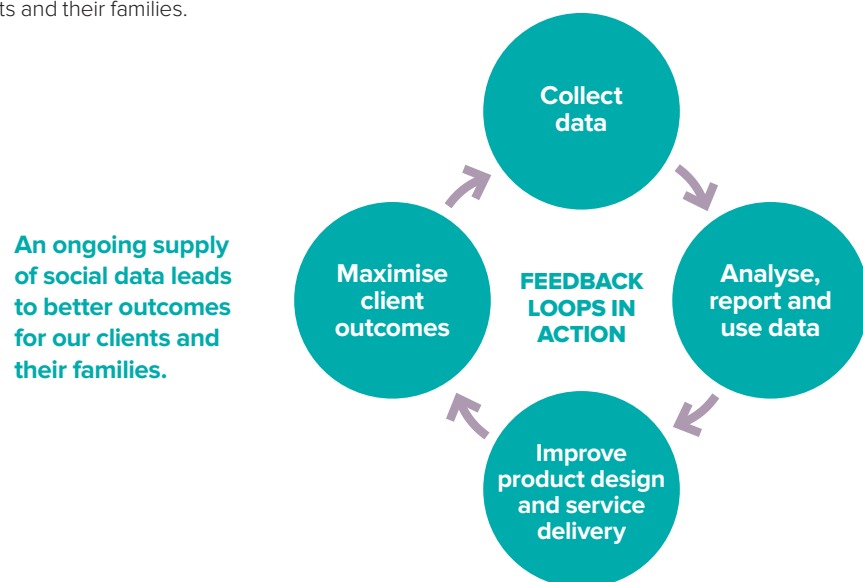 and their families.
An ongoing supply
of social data leads
to better outcomes
for our clients and
their families.
Collect
data
Analyse,
report and
use data
Improve
product design
and service
delivery
Maximise
client
outcomes
FEEDBACK
LOOPS IN
ACTION